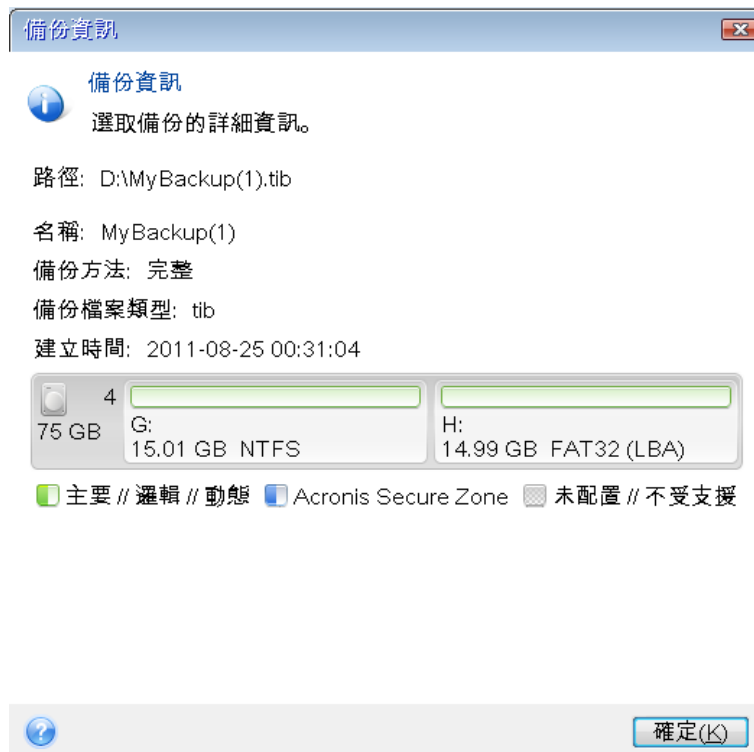 備份資訊
備份資訊
選取備份的詳細資訊。
路徑: D:\MyBackup(1).tib
名稱: MyBackup(1)
備份方法: 完整
備份檔案類型: tib
建立時間: 2011-08-25 00:31:04
4
75 GB
G:
15.01 GB NTFS
H:
14.99 GB FAT32 (LBA)
主要 // 邏輯 // 動態 Acronis Secure Zone 未配置 // 不受支援
確定(K)